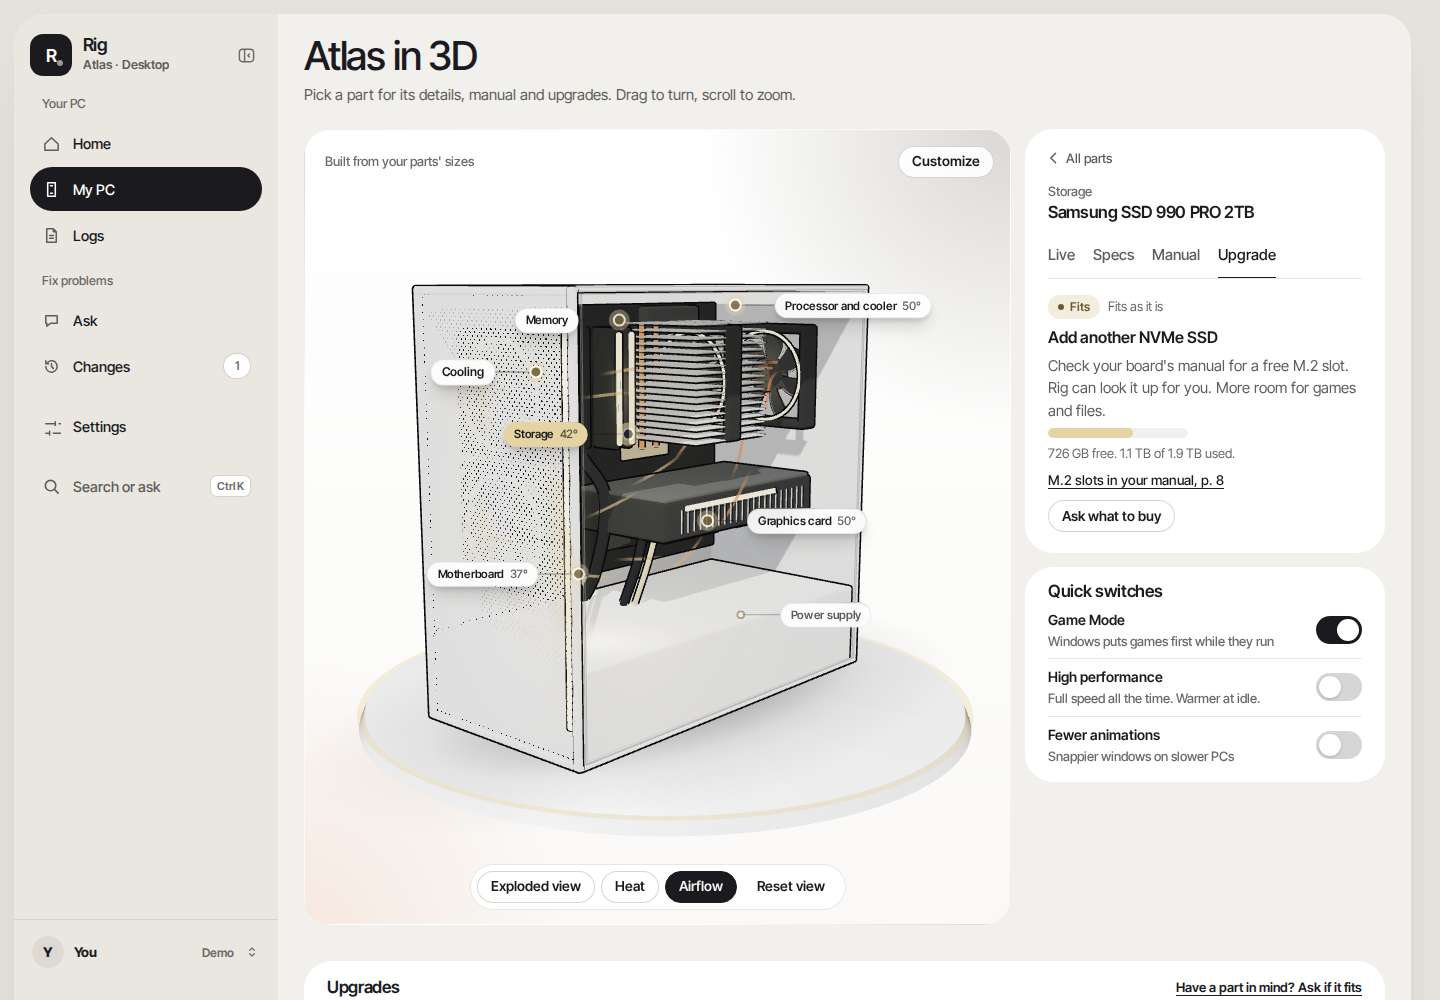 R
Rig
Atlas · Desktop
Your PC
Home
My PC
Logs
Fix problems
Ask
Changes
1
Settings
Search or ask
Ctrl K
Y
You
Demo
Atlas in 3D
Pick a part for its details, manual and upgrades. Drag to turn, scroll to zoom.
Built from your parts' sizes
Customize
Processor and cooler 50°
Memory
Cooling
Storage 42°
Graphics card 50°
Motherboard 37°
Power supply
Exploded view
Heat
Airflow
Reset view
All parts
Storage
Samsung SSD 990 PRO 2TB
Live
Specs
Manual
Upgrade
Fits
Fits as it is
Add another NVMe SSD
Check your board's manual for a free M.2 slot.
Rig can look it up for you. More room for games
and files.
726 GB free. 1.1 TB of 1.9 TB used.
M.2 slots in your manual, p. 8
Ask what to buy
Quick switches
Game Mode
Windows puts games first while they run
High performance
Full speed all the time. Warmer at idle.
Fewer animations
Snappier windows on slower PCs
Upgrades
Have a part in mind? Ask if it fits